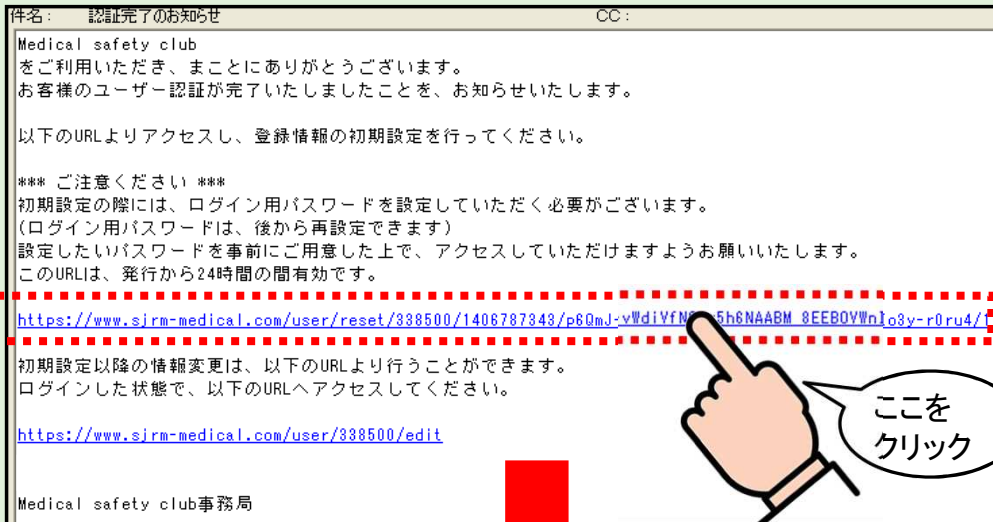 件名： 認証完了のお知らせ CC：
Medical safety club
をご利用いただき、まことにありがとうございます。
お客様のユーザー認証が完了いたしましたことを、お知らせいたします。
以下のURLよりアクセスし、登録情報の初期設定を行ってください。
*** ご注意ください ***
初期設定の際には、ログイン用パスワードを設定していただく必要がございます。
(ログイン用パスワードは、後から再設定できます)
設定したいパスワードを事前にご用意した上で、アクセスしていただけますようお願いいたします。
このURLは、発行から24時間の間有効です。
https://www.sjrm-medical.com/user/reset/338500/1406787343/p6QmJ-
初期設定以降の情報変更は、以下のURLより行うことができます。
ログインした状態で、以下のURLへアクセスしてください。
ここを
クリック
https://www.sjrm-medical.com/user/338500/edit
Medical safety club事務局